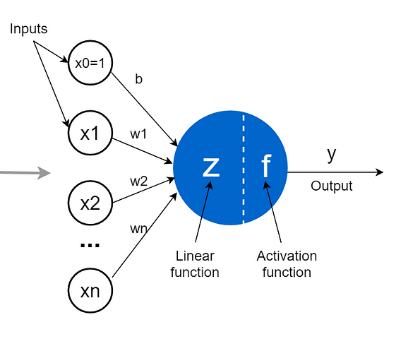 Inputs
x0=1
b
x1
w1
y
z
f
w2
Output
x2
...
wn
xn
Linear
function
Activation
function